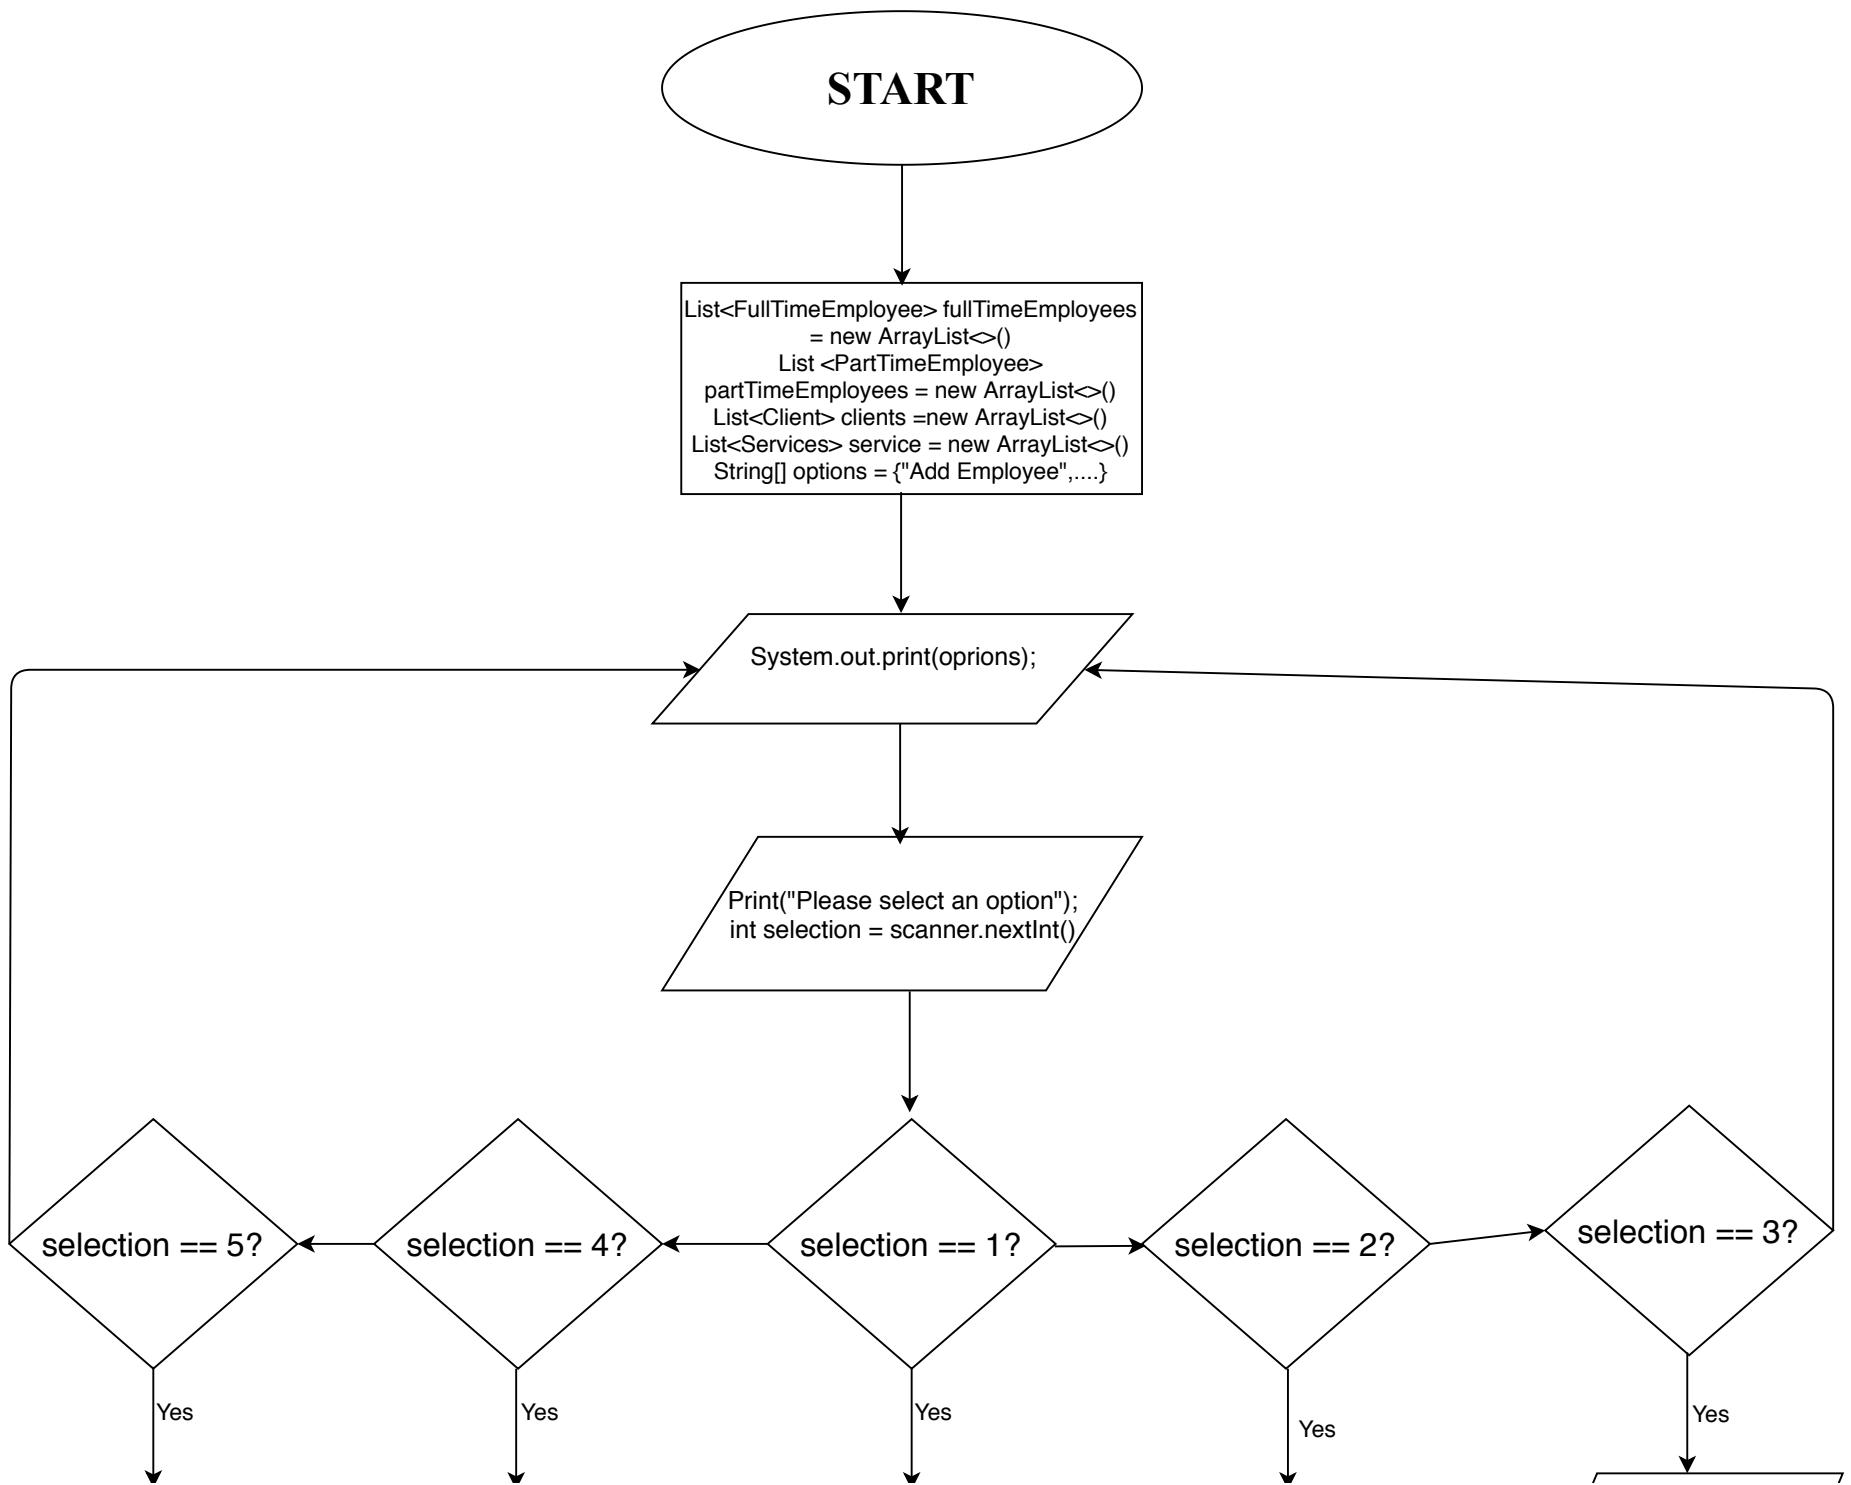 START
List<FullTimeEmployee> fullTimeEmployees
= new ArrayList<>()
List <PartTimeEmployee>
partTimeEmployees = new ArrayList<>()
List<Client> clients =new ArrayList<>()
List<Services> service = new ArrayList<>()
String[] options = {"Add Employee",....}
System.out.print(oprions);
Print("Please select an option");
int selection = scanner.nextInt()
selection == 5?
selection == 4?
selection == 1?
selection == 2?
selection == 3?
Yes
Yes
Yes
Yes
Yes